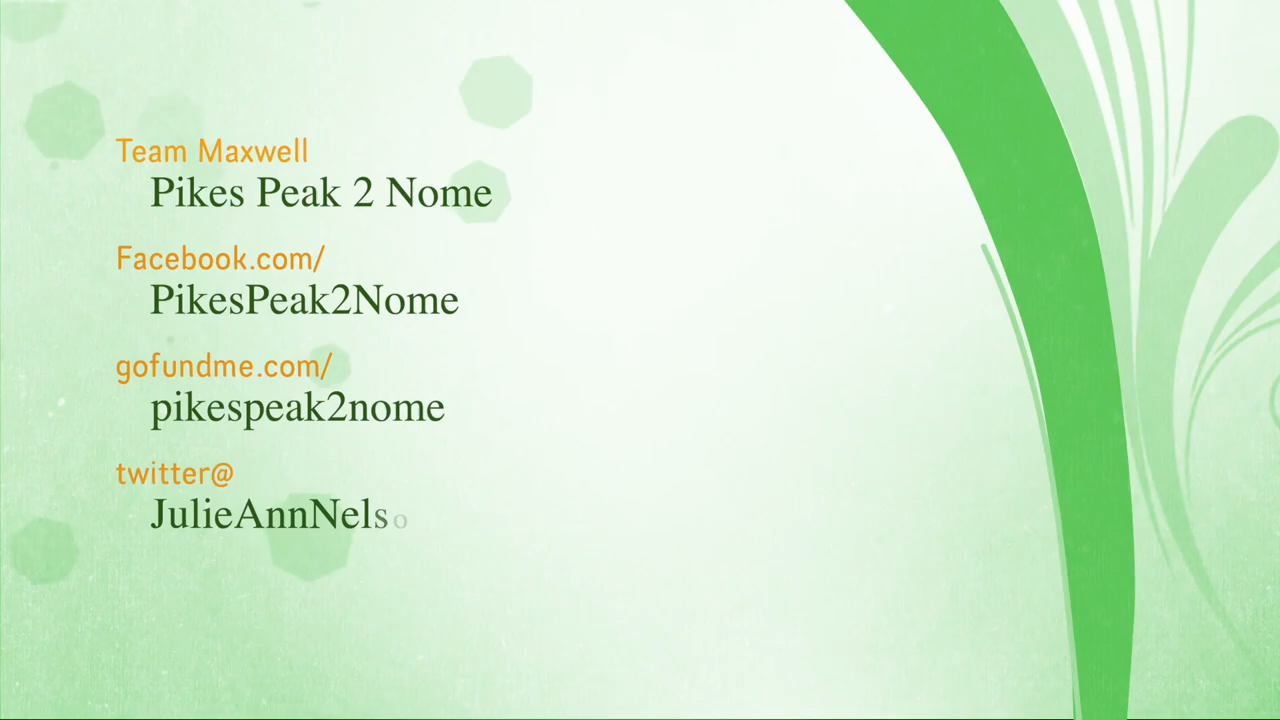 Team Maxwell
Pikes Peak 2 Nome
Facebook.com/
PikesPeak2Nome
gofundme.com/
pikespeak2nome
twitter@
JulieAnnNelso